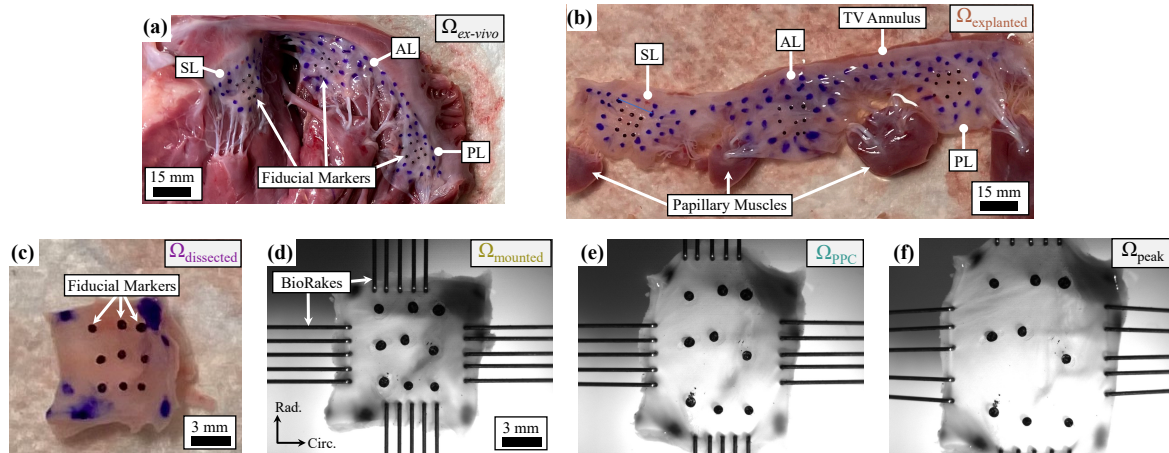 (a)
Ωex-vivo
AL
SL
PL
Fiducial Markers
15 mm
(b)
TV Annulus
Ωexplanted
SL
AL
PL
Papillary Muscles
15 mm
(c)
Ωdissected
Fiducial Markers
3 mm
(d)
Ωmounted
BioRakes
Rad.
Circ.
3 mm
(e)
ΩPPC
(f)
Ωpeak